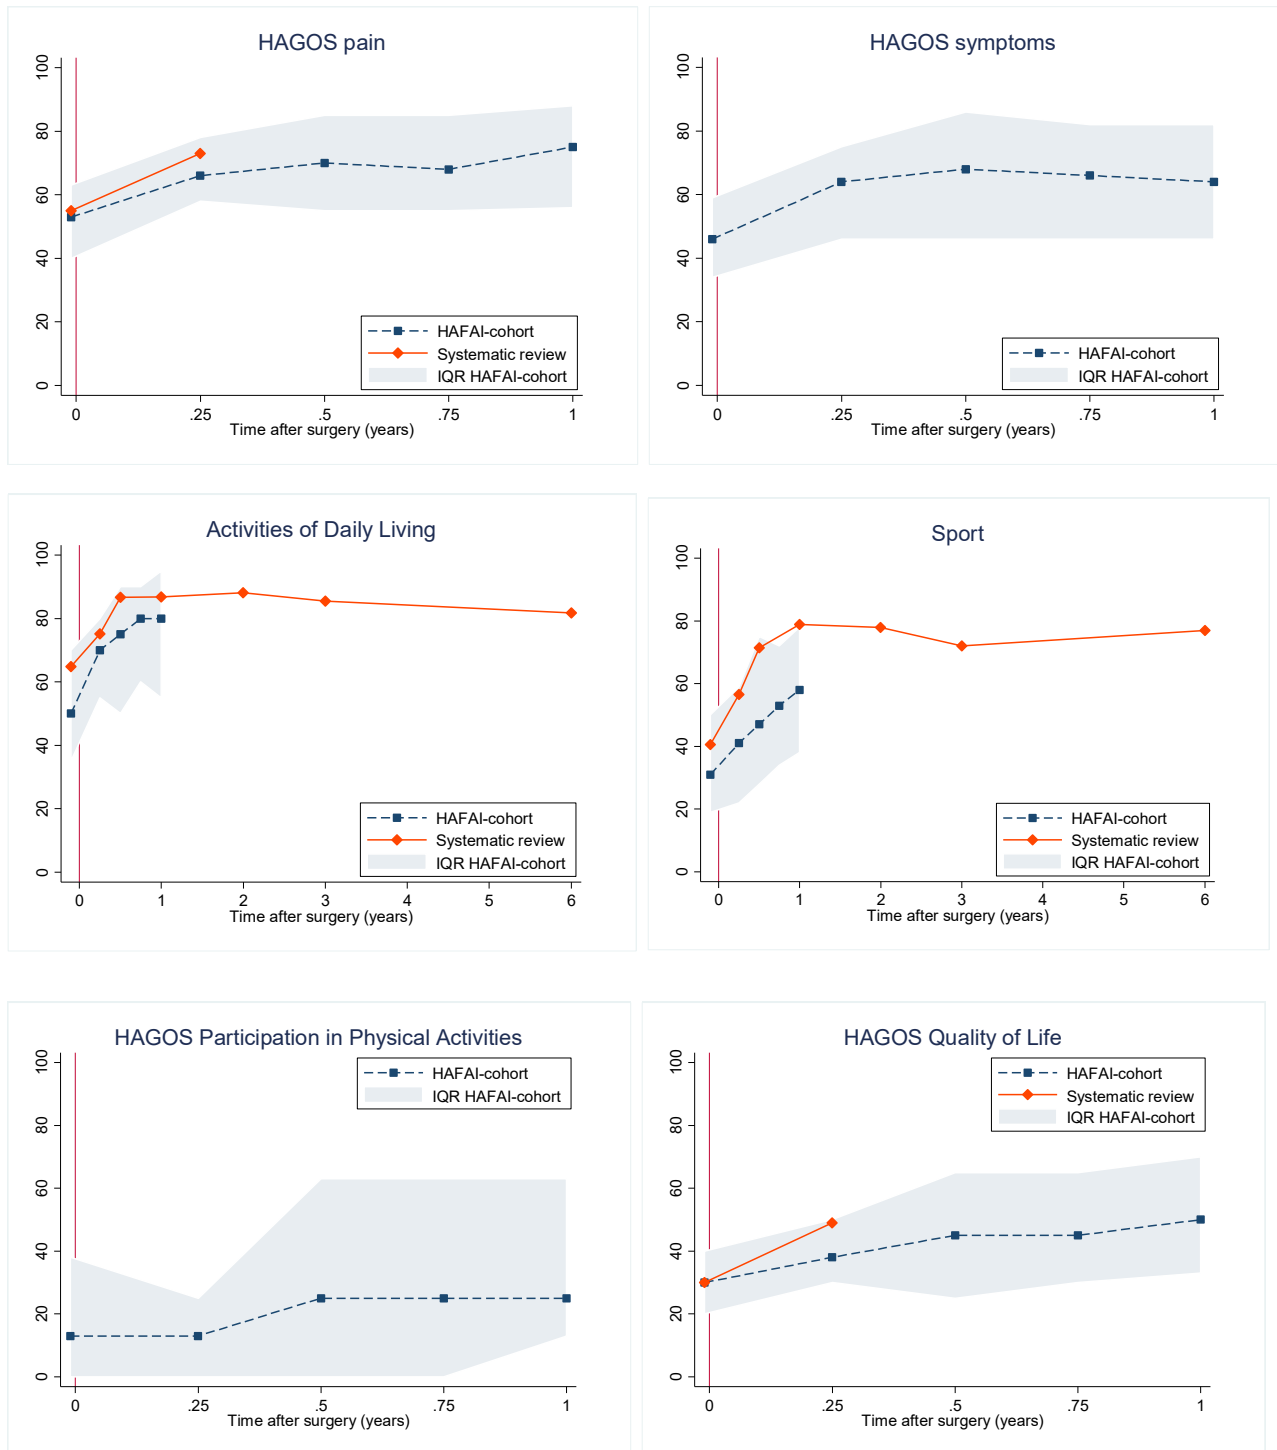 HAGOS pain
100
80
60
40
20
0
HAFAI-cohort
Systematic review
IQR HAFAI-cohort
0 .25 .5 .75 1
Time after surgery (years)
HAGOS symptoms
100
80
60
40
20
0
HAFAI-cohort
IQR HAFAI-cohort
0 .25 .5 .75 1
Time after surgery (years)
Activities of Daily Living
100
80
60
40
20
0
HAFAI-cohort
Systematic review
IQR HAFAI-cohort
0 1 2 3 4 5 6
Time after surgery (years)
Sport
100
80
60
40
20
0
HAFAI-cohort
Systematic review
IQR HAFAI-cohort
0 1 2 3 4 5 6
Time after surgery (years)
HAGOS Participation in Physical Activities
HAFAI-cohort
IQR HAFAI-cohort
100
80
60
40
20
0
0 .25 .5 .75 1
Time after surgery (years)
HAGOS Quality of Life
HAFAI-cohort
Systematic review
IQR HAFAI-cohort
100
80
60
40
20
0
0 .25 .5 .75 1
Time after surgery (years)